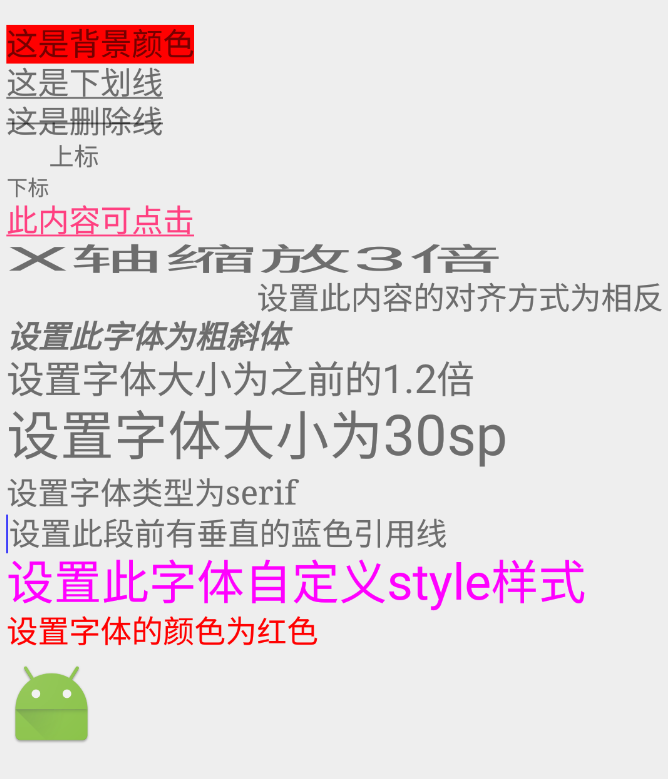 这是背景颜色
这是下划线
这是删除线
上标
下标
此内容可点击
X轴缩放3倍
设置此内容的对齐方式为相反
设置此字体为粗斜体
设置字体大小为之前的1.2倍
设置字体大小为30sp
设置字体类型为serif
设置此段前有垂直的蓝色引用线
设置此字体自定义style样式
设置字体的颜色为红色